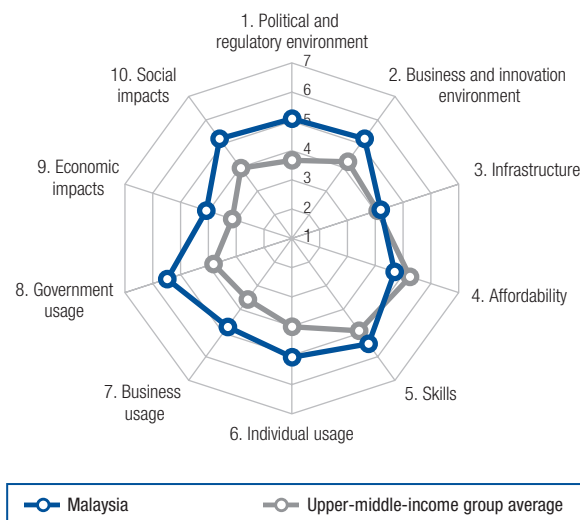 1. Political and
regulatory environment
10. Social
impacts
2. Business and innovation
environment
9. Economic
impacts
3. Infrastructure
8. Government
usage
4. Affordability
7. Business
usage
5. Skills
6. Individual usage
7
6
5
4
3
2
1
Malaysia
Upper-middle-income group average